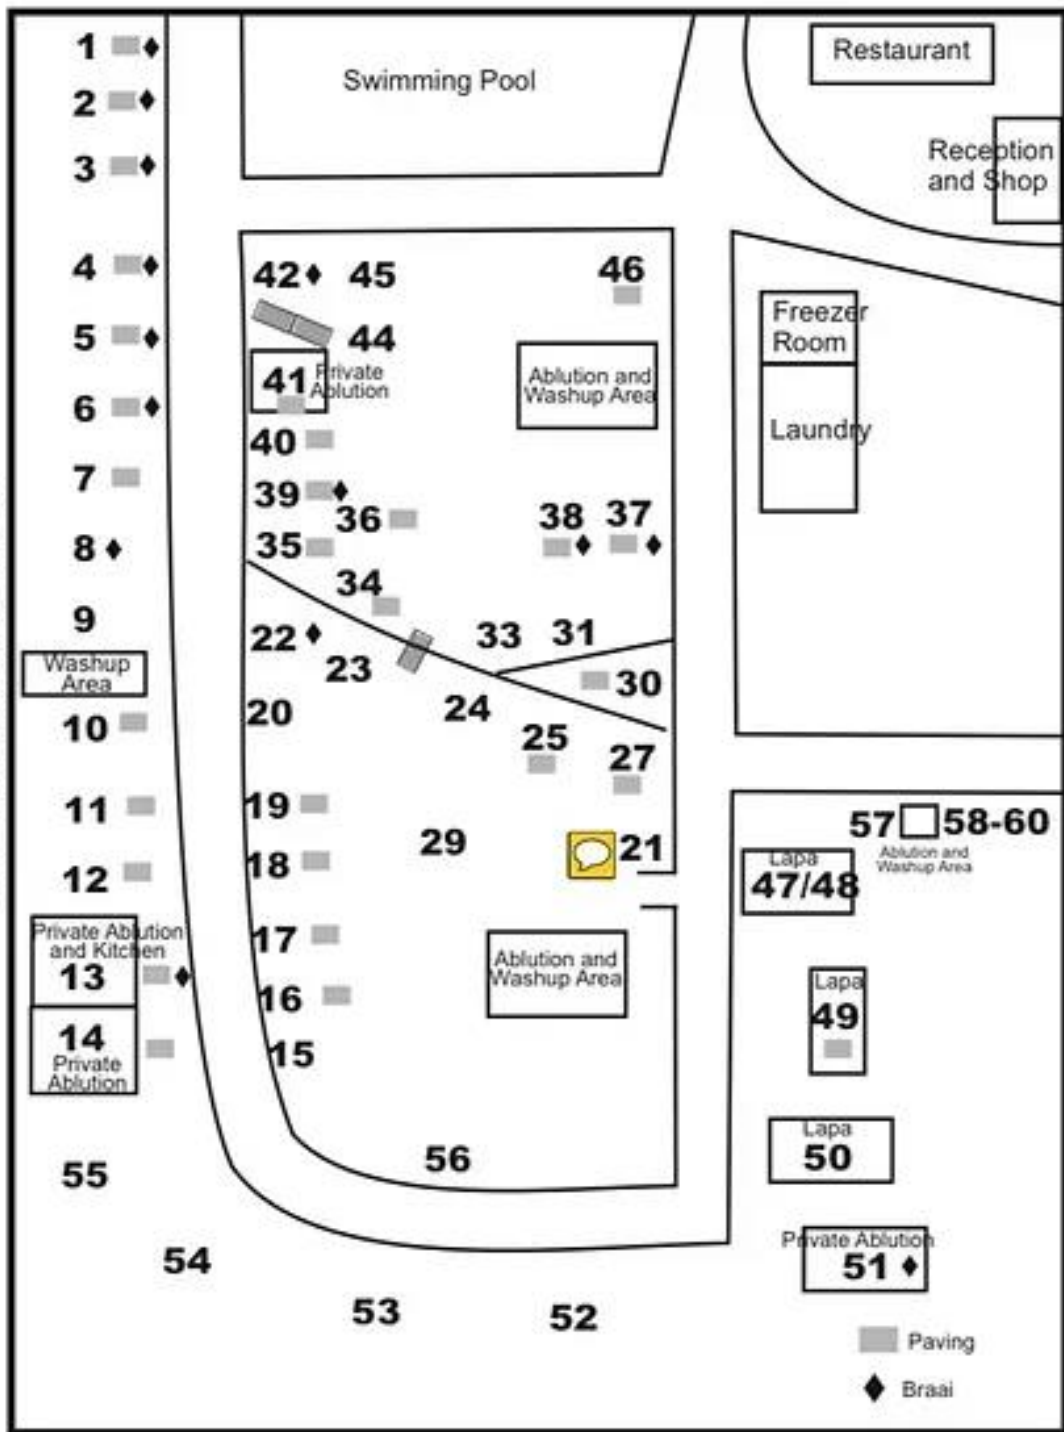 1
Swimming Pool
Restaurant
2
3
Reception
and Shop
4
42
45
46
5
44
Freezer
Room
41
Private
Ablution
Ablution and
Washup Area
6
40
Laundry
7
39
36
38
37
8
35
34
9
22
33
31
Washup
Area
23
30
10
20
24
25
27
11
19
29
21
57
58-60
Ablution and
Washup Area
12
18
Lapa
47/48
Private Ablution
and Kitchen
13
17
Ablution and
Washup Area
16
Lapa
49
14
Private
Ablution
15
55
56
Lapa
50
54
Private Ablution
51
53
52
Paving
Braai